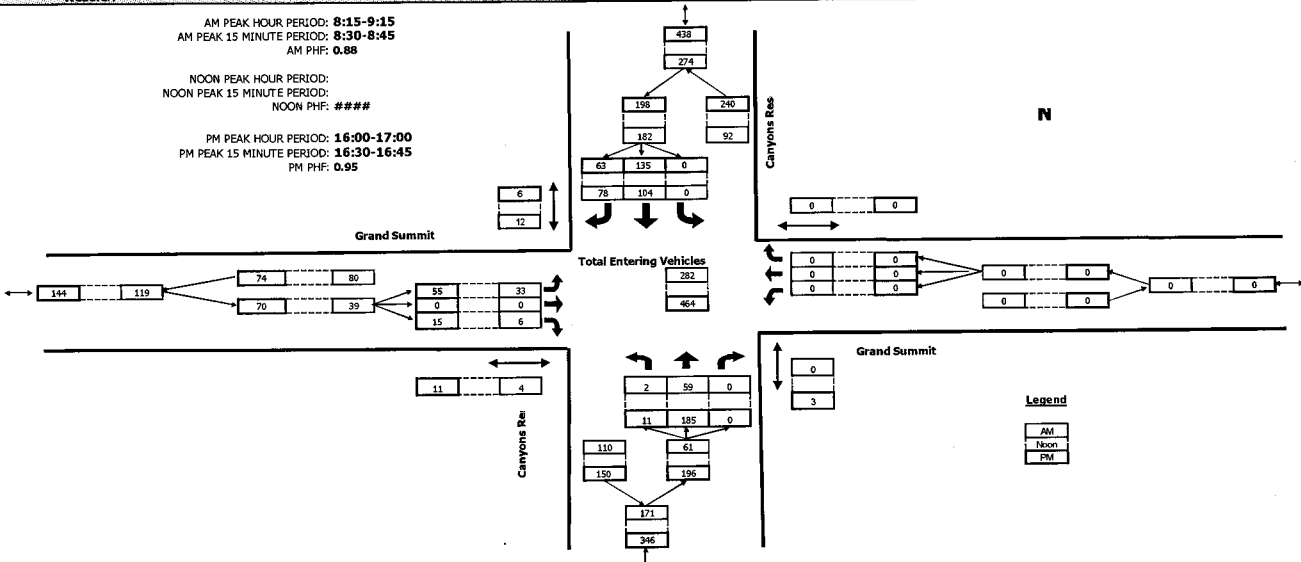 AM PEAK HOUR PERIOD: 8:15-9:15
AM PEAK 15 MINUTE PERIOD: 8:30-8:45
AM PHF: 0.88
NOON PEAK HOUR PERIOD:
NOON PEAK 15 MINUTE PERIOD:
NOON PHF: ####
PM PEAK HOUR PERIOD: 16:00-17:00
PM PEAK 15 MINUTE PERIOD: 16:30-16:45
PM PHF: 0.95
438
274
198 240
182 92
63 135 0
78 104 0
Canyons Res
N
6
12
Grand Summit
0 0
Total Entering Vehicles
282
464
144 119
74 80
70 39
55 33
0 0
15 6
0 0
0 0
0 0
0 0
0 0
0 0
11 4
Canyons Re
2 59 0
11 185 0
110 61
150 196
171
346
Grand Summit
0
3
Legend
AM
Noon
PM